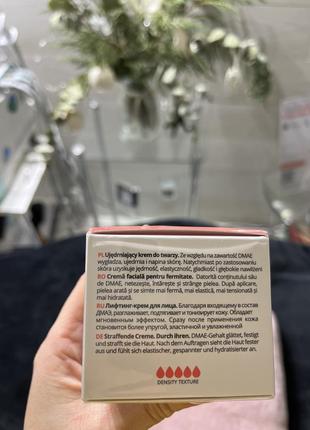 PL Ujędrniający krem do twarzy. Ze względu na zawartość DMAE
wygładza, ujędrnia i napina skórę. Natychmiast po zastosowaniu
skóra uzyskuje jędrność, elastyczność, gładkość i głębokie nawilżeni
RO Cremă facială pentru fermitate. Datorită conținutului său
de DMAE, netezește, întărește și strânge pielea. După aplicare,
pielea arată și se simte mai fermă, mai elastică, mai tensionată și
mai hidratată.
RU Лифтинг-крем для лица. Благодаря входящему в состав
ДМАЭ, разглаживает, подтягивает и тонизирует кожу. Обладает
мгновенным эффектом. Сразу после применения кожа
становится более упругой, эластичной и увлажненной
DE Straffende Creme. Durch ihren. DMAE-Gehalt glättet, festigt
und strafft sie die Haut. Nach dem Auftragen sieht die Haut fester
aus und fühlt sich elastischer, gespannter und hydratisierter an.
DENSITY TEXTURE